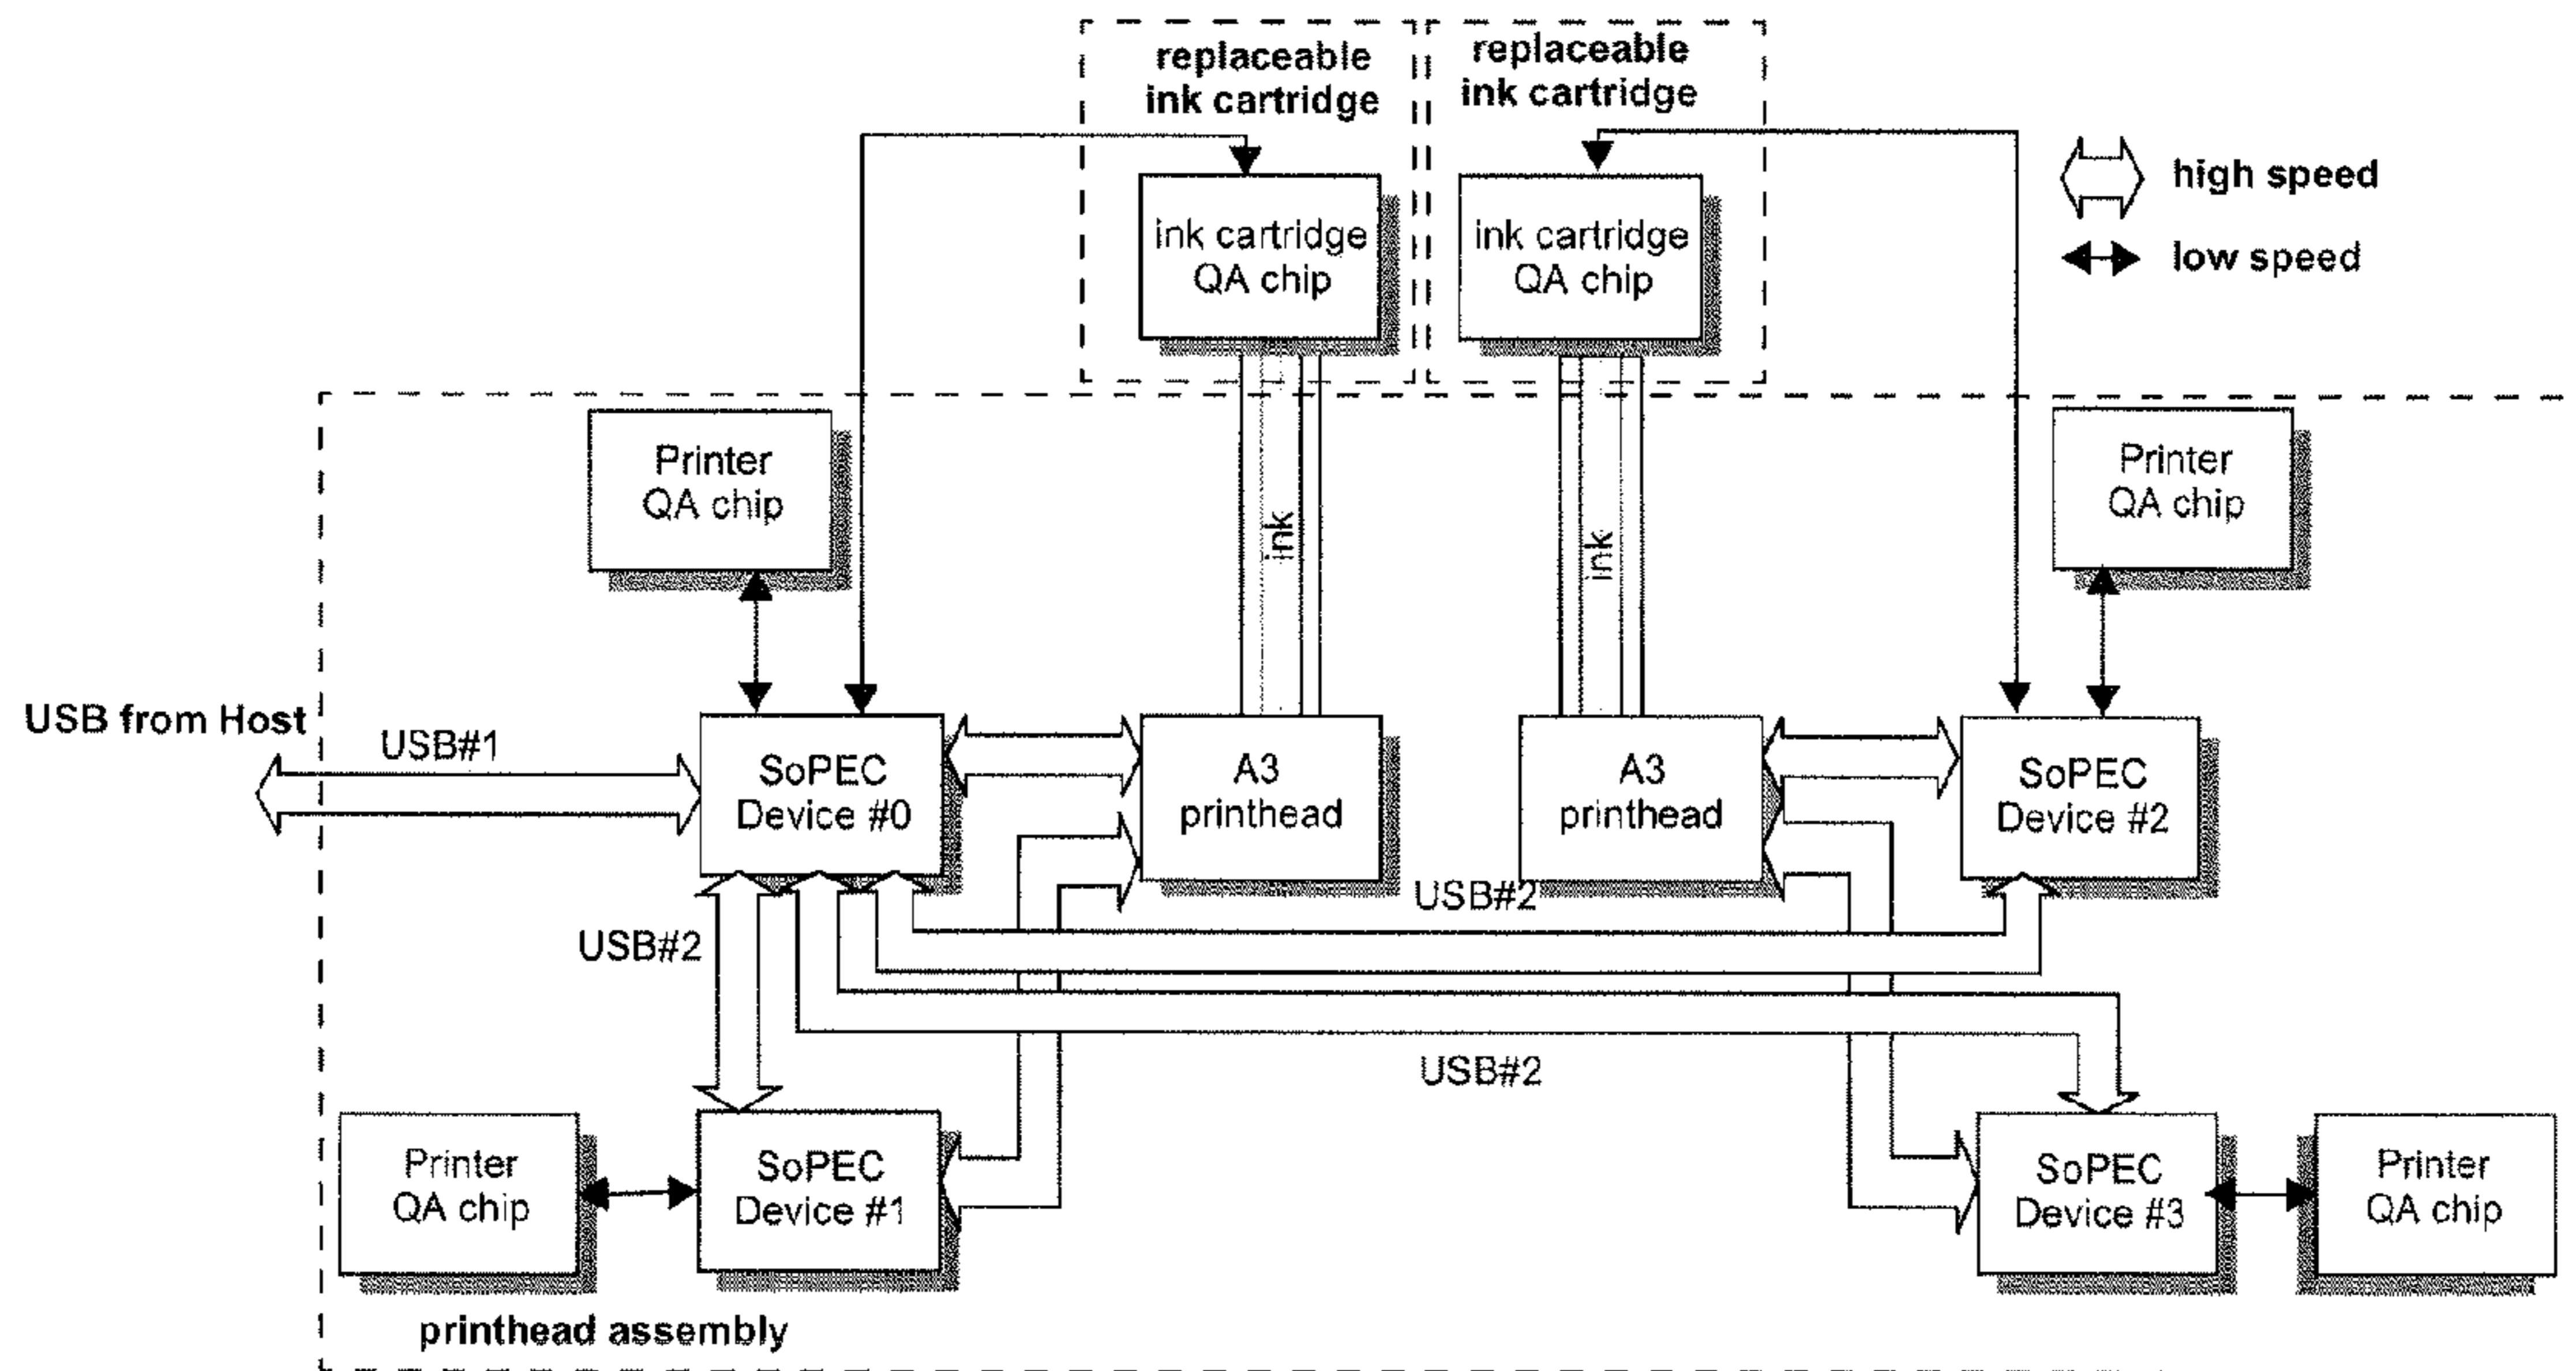 replaceable
ink cartridge
replaceable
ink cartridge
high speed
low speed
ink cartridge
QA chip
ink cartridge
QA chip
Printer
QA chip
Printer
QA chip
ink
ink
USB from Host
USB#1
SoPEC
Device #0
A3
printhead
A3
printhead
SoPEC
Device #2
USB#2
USB#2
USB#2
Printer
QA chip
SoPEC
Device #1
SoPEC
Device #3
Printer
QA chip
printhead assembly